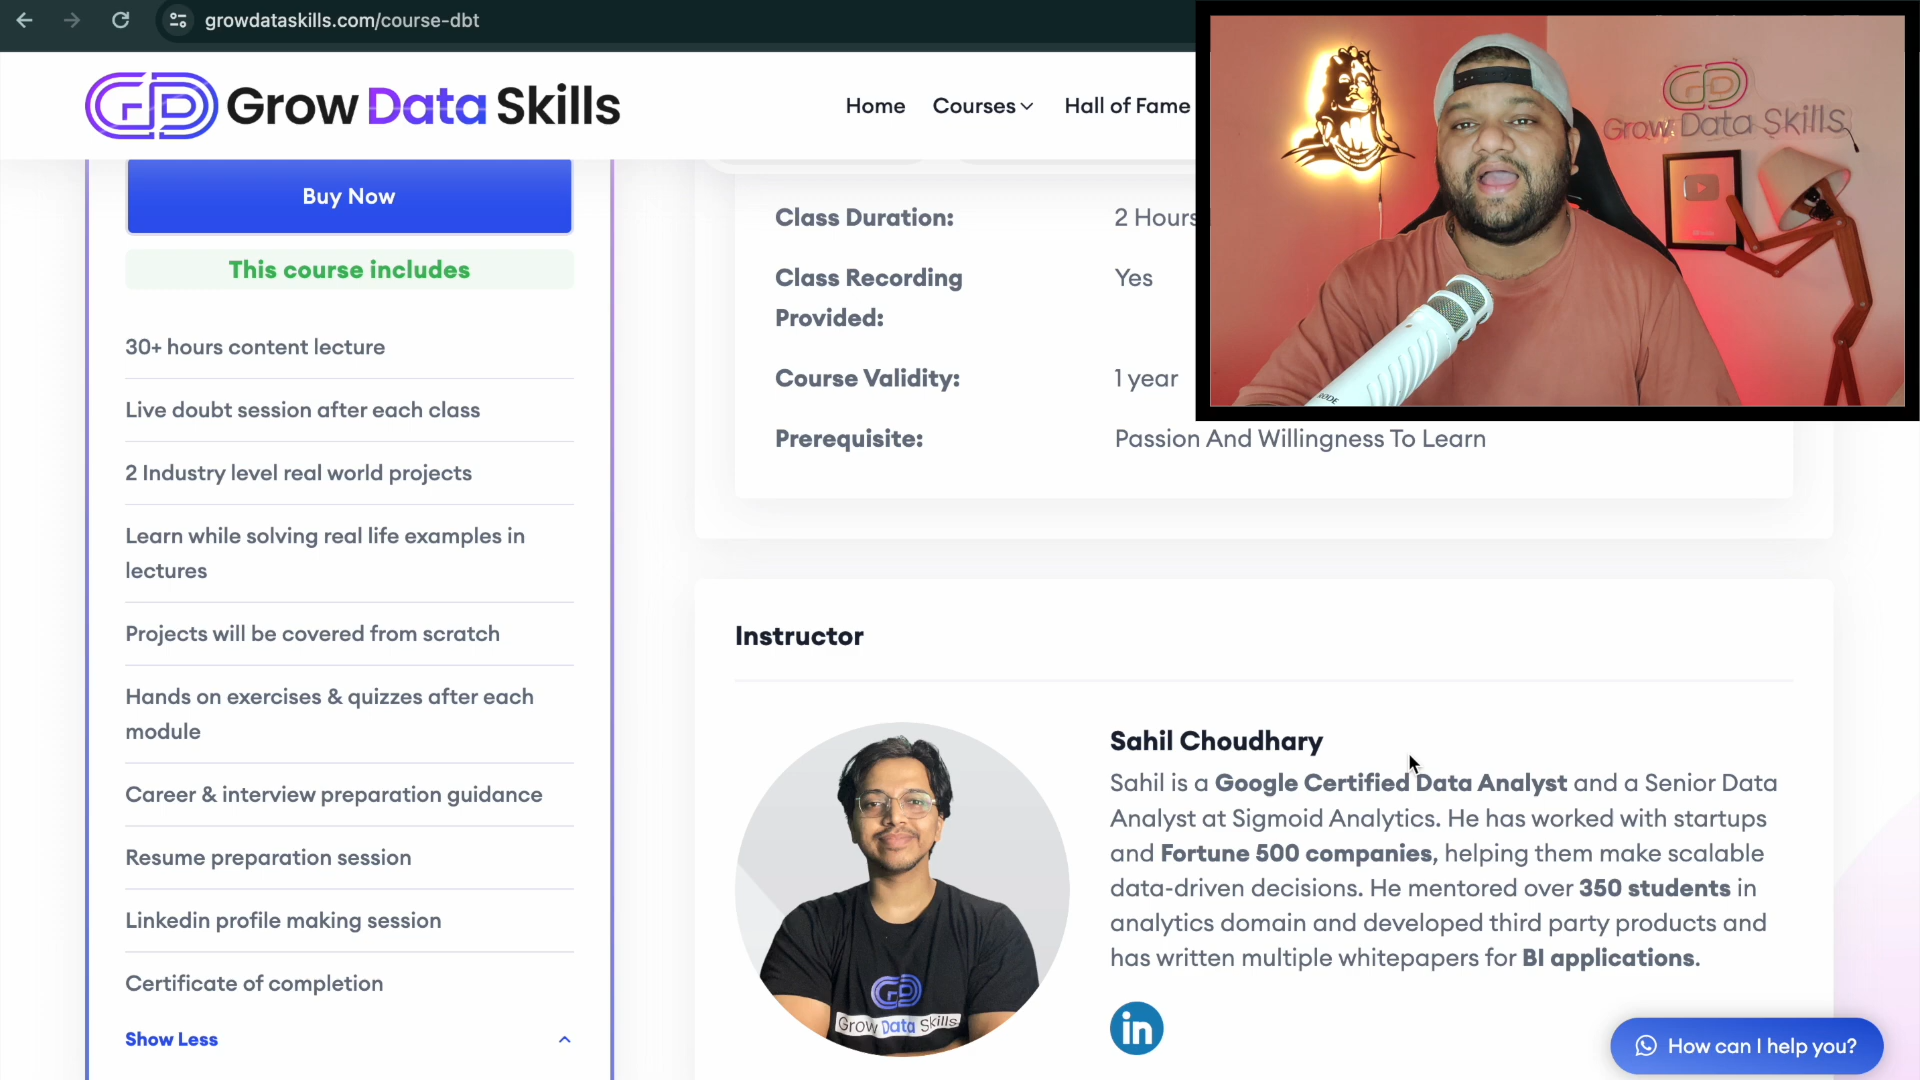 growdataskills.com/course-dbt
Grow Data Skills
Home
Courses
Hall of Fame
Grow Data Skills
Buy Now
This course includes
30+ hours content lecture
Live doubt session after each class
2 Industry level real world projects
Learn while solving real life examples in
lectures
Projects will be covered from scratch
Hands on exercises & quizzes after each
module
Career & interview preparation guidance
Resume preparation session
Linkedin profile making session
Certificate of completion
Show Less
Class Duration:
2 Hours
Class Recording
Provided:
Yes
Course Validity:
1 year
Prerequisite:
Passion And Willingness To Learn
RODE
Instructor
Grow Data Skills
Sahil Choudhary
Sahil is a Google Certified Data Analyst and a Senior Data
Analyst at Sigmoid Analytics. He has worked with startups
and Fortune 500 companies, helping them make scalable
data-driven decisions. He mentored over 350 students in
analytics domain and developed third party products and
has written multiple whitepapers for BI applications.
in
How can I help you?